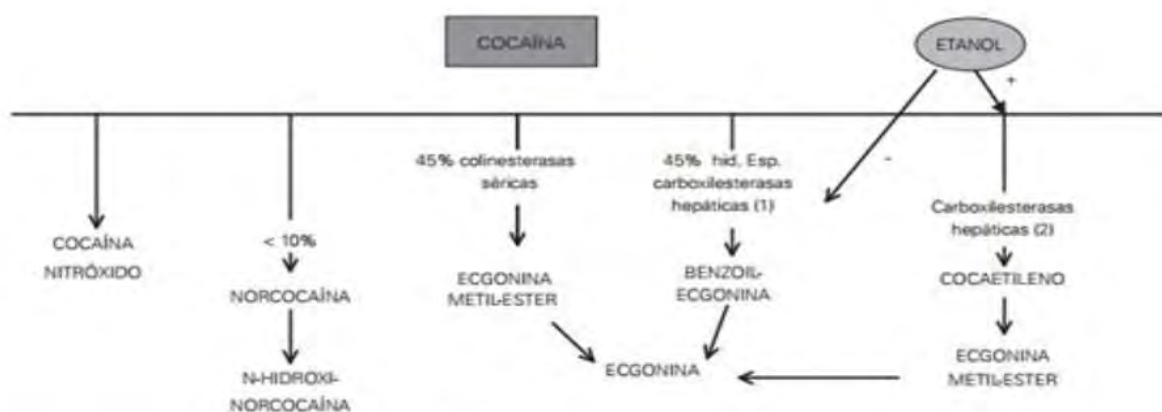 COCAÍNA
ETANOL
+
-
COCAÍNA
NITRÓXIDO
< 10%
NORCOCAÍNA
N-HIDROXI-
NORCOCAÍNA
45% colinesterasas
séricas
ECGONINA
METIL-ESTER
45% hid. Esp.
carboxilesterasas
hepáticas (1)
BENZOIL-
ECGONINA
ECGONINA
Carboxilesterasas
hepáticas (2)
COCAETILENO
ECGONINA
METIL-ESTER